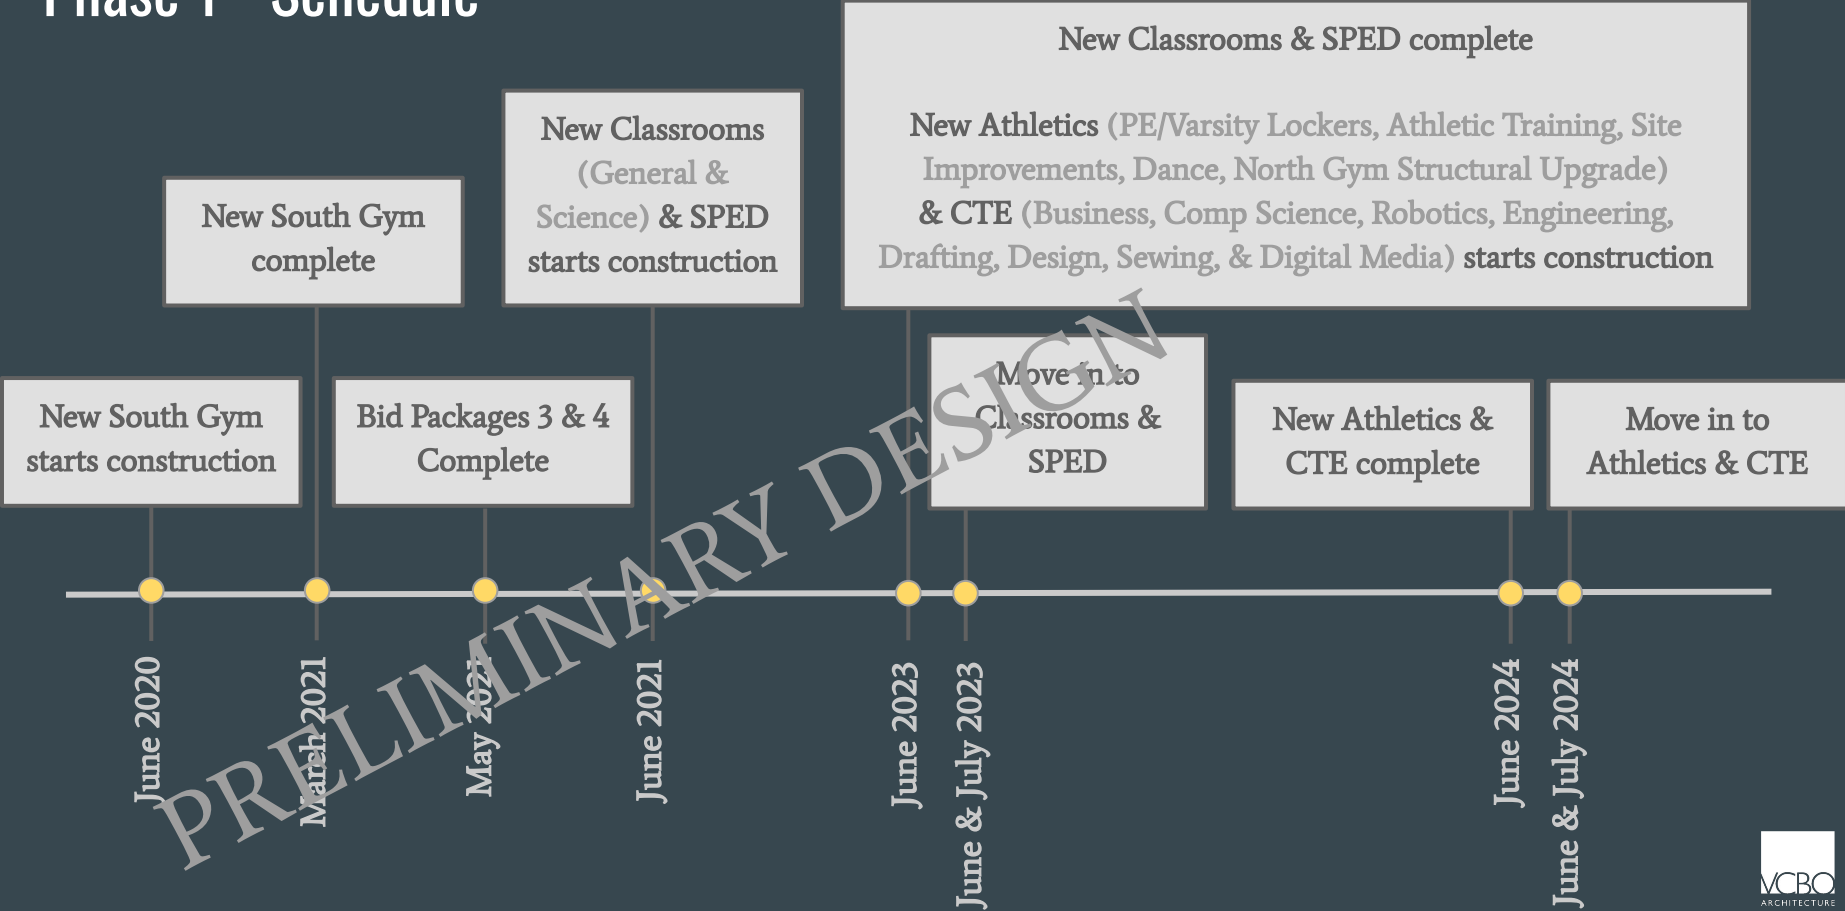 Phase 1 - Schedule
New Classrooms & SPED complete
New Athletics (PE/Varsity Lockers, Athletic Training, Site
Improvements, Dance, North Gym Structural Upgrade)
& CTE (Business, Comp Science, Robotics, Engineering,
Drafting, Design, Sewing, & Digital Media) starts construction
New Classrooms
(General &
Science) & SPED
starts construction
New South Gym
complete
New South Gym
starts construction
Bid Packages 3 & 4
Complete
Move in to
Classrooms &
SPED
New Athletics &
CTE complete
Move in to
Athletics & CTE
PRELIMINARY DESIGN
June 2020
March 2021
May 2021
June 2021
June 2023
June & July 2023
June 2024
June & July 2024
VCBO
ARCHITECTURE